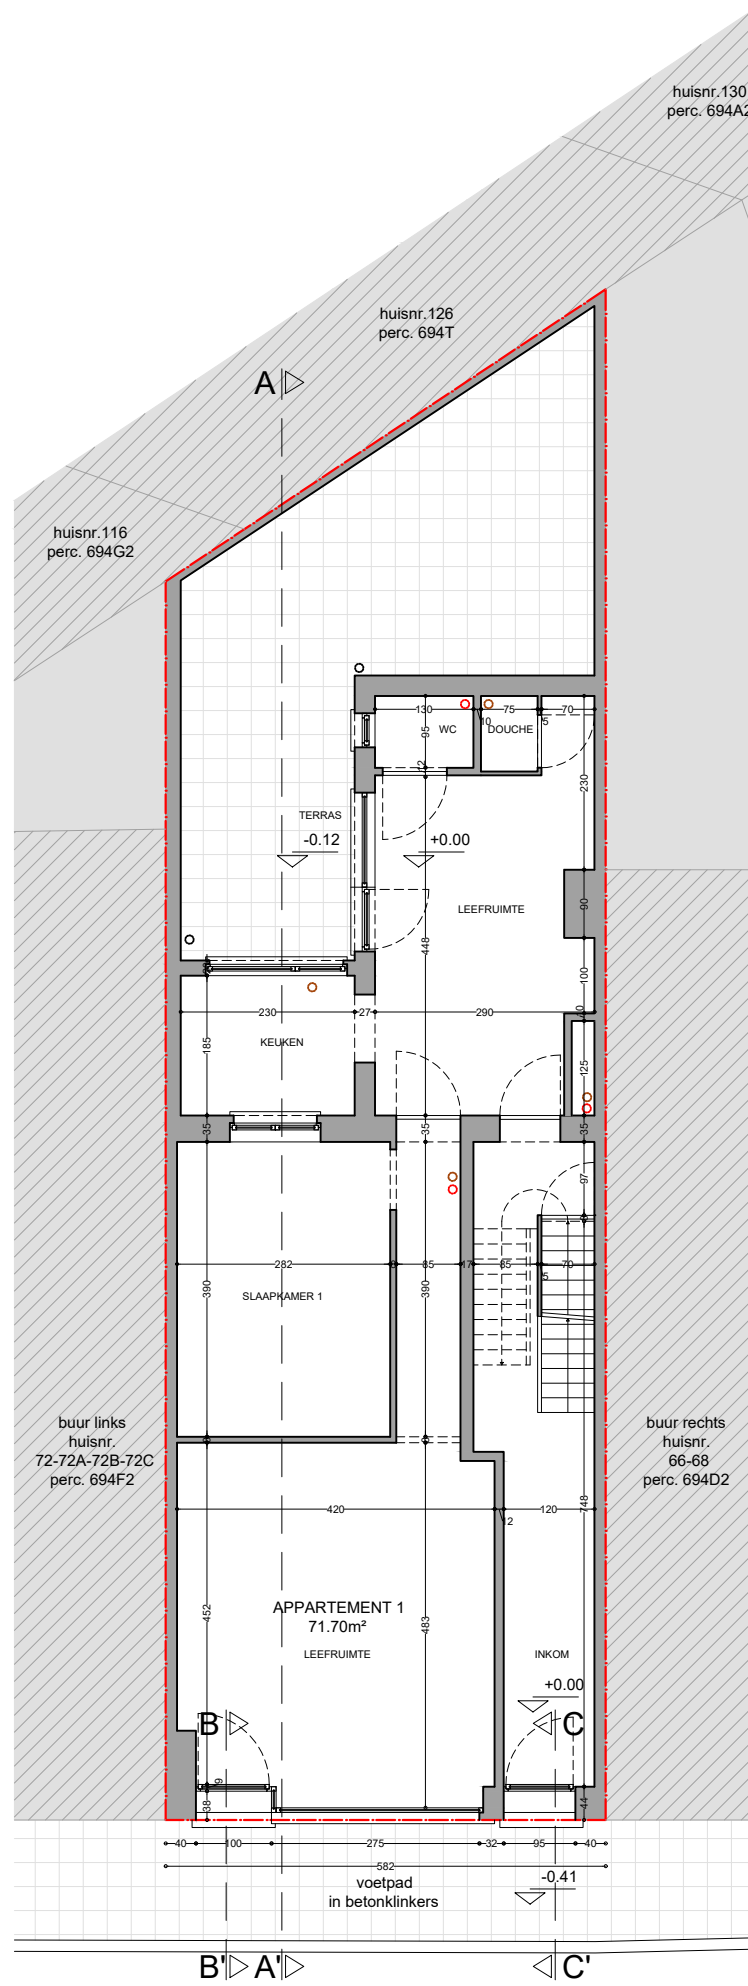 huisnr.130
perc. 694A2
huisnr.126
perc. 694T
A
huisnr.116
perc. 694G2
130
10
75
5
70
WC
DOUCHE
95
12
230
TERRAS
-0.12
+0.00
LEEFRUIMTE
90
448
100
230
27
290
10
KEUKEN
185
125
35
35
35
97
282
8
85
17
85
5
70
390
390
SLAAPKAMER 1
buur links
huisnr.
72-72A-72B-72C
perc. 694F2
buur rechts
huisnr.
66-68
perc. 694D2
420
12
120
748
452
APPARTEMENT 1
71.70m²
483
LEEFRUIMTE
INKOM
+0.00
B
C
9
38
44
40
100
275
32
95
40
582
voetpad
in betonklinkers
-0.41
B'
A'
C'